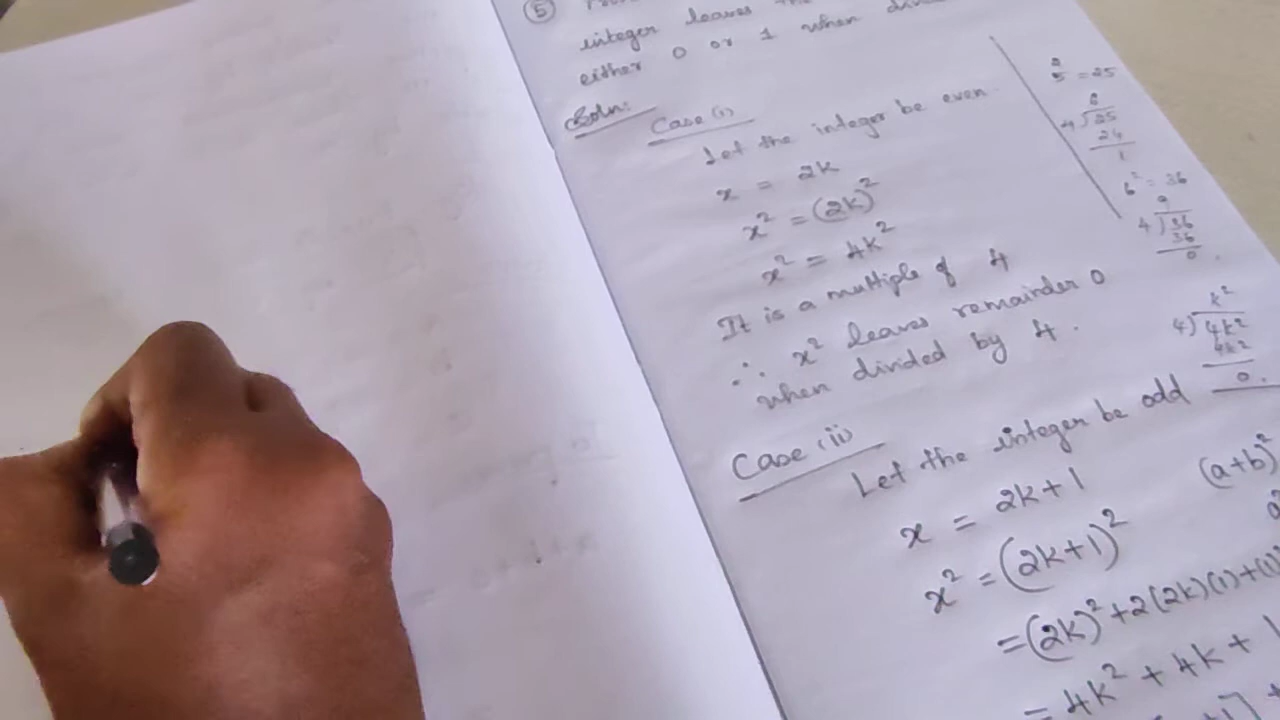 5
integer leaves the
either 0 or 1 when
Soln:
Case (i)
Let the integer be even.
x = 2k
x² = (2k)²
x² = 4k²
It is a multiple of 4
∴ x² leaves remainder 0
when divided by 4.
5² = 25
6
4)25
24
1
6² = 36
9
4)36
36
0.
k²
4)4k²
4k²
0.
Case (ii)
Let the integer be odd
x = 2k+1
(a+b)²
x² = (2k+1)²
= (2k)² + 2(2k)(1) + (1)
= 4k² + 4k + 1